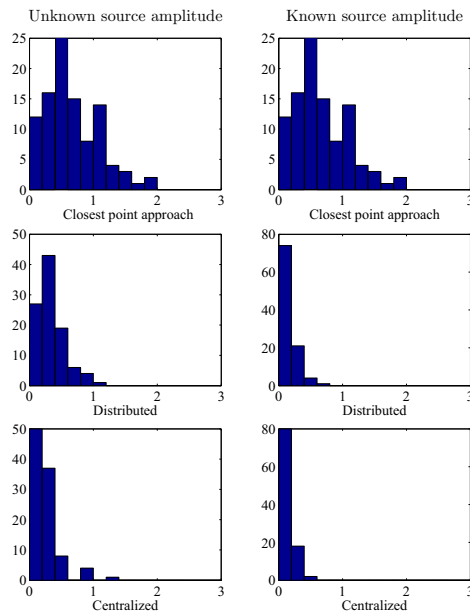 Unknown source amplitude Known source amplitude
25 25
20 20
15 15
10 10
5 5
0 0
0 1 2 3 0 1 2 3
Closest point approach Closest point approach
50 80
40 60
30 40
20 20
10 0
0
0 1 2 3 0 1 2 3
Distributed Distributed
50 80
40 60
30 40
20 20
10 0
0
0 1 2 3 0 1 2 3
Centralized Centralized